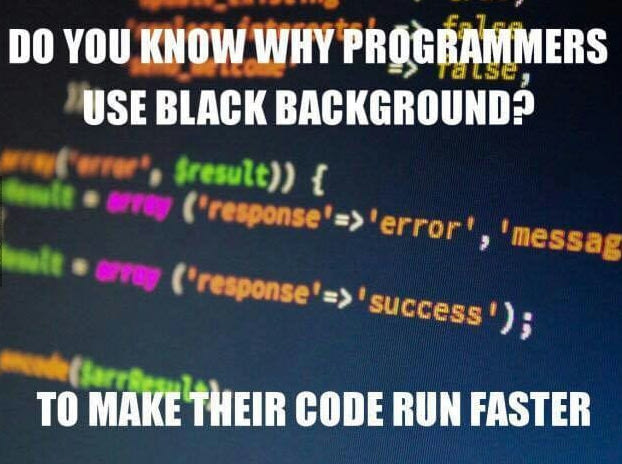 DO YOU KNOW WHY PROGRAMMERS
=> false,
USE BLACK BACKGROUND?
('error', $result)) {
= array ('response'=>'error', 'messag
= array ('response'=>'success');
TO MAKE THEIR CODE RUN FASTER